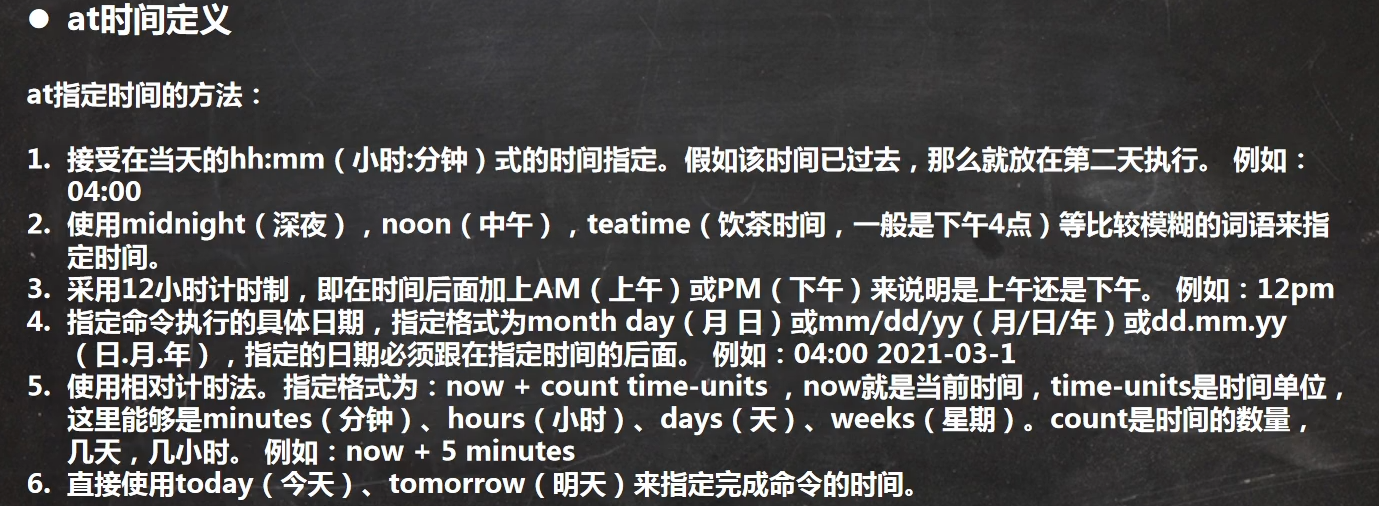 ● at时间定义
at指定时间的方法：
1. 接受在当天的hh:mm（小时:分钟）式的时间指定。假如该时间已过去，那么就放在第二天执行。 例如：
04:00
2. 使用midnight（深夜），noon（中午），teatime（饮茶时间，一般是下午4点）等比较模糊的词语来指
定时间。
3. 采用12小时计时制，即在时间后面加上AM（上午）或PM（下午）来说明是上午还是下午。 例如：12pm
4. 指定命令执行的具体日期，指定格式为month day（月 日）或mm/dd/yy（月/日/年）或dd.mm.yy
（日.月.年），指定的日期必须跟在指定时间的后面。 例如：04:00 2021-03-1
5. 使用相对计时法。指定格式为：now + count time-units ，now就是当前时间，time-units是时间单位，
这里能够是minutes（分钟）、hours（小时）、days（天）、weeks（星期）。count是时间的数量，
几天，几小时。 例如：now + 5 minutes
6. 直接使用today（今天）、tomorrow（明天）来指定完成命令的时间。